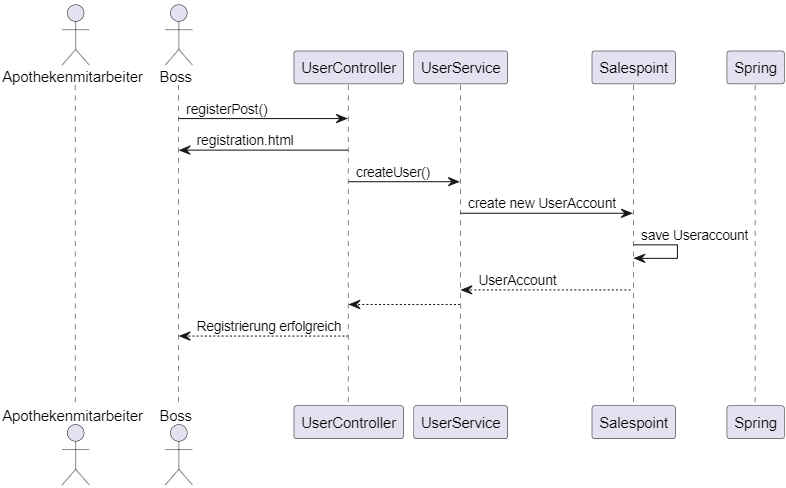 Apothekenmitarbeiter
Boss
UserController
UserService
Salespoint
Spring
registerPost()
registration.html
createUser()
create new UserAccount
save Useraccount
UserAccount
Registrierung erfolgreich
Apothekenmitarbeiter
Boss
UserController
UserService
Salespoint
Spring